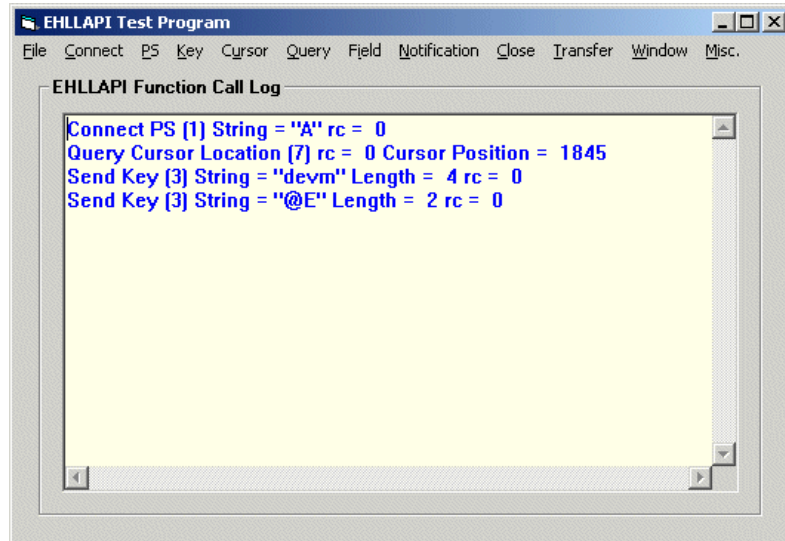 EHLLAPI Test Program
File Connect PS Key Cursor Query Field Notification Close Transfer Window Misc.
EHLLAPI Function Call Log
Connect PS (1) String = "A" rc =  0
Query Cursor Location (7) rc =  0 Cursor Position =  1845
Send Key (3) String = "devm" Length =  4 rc =  0
Send Key (3) String = "@E" Length =  2 rc =  0